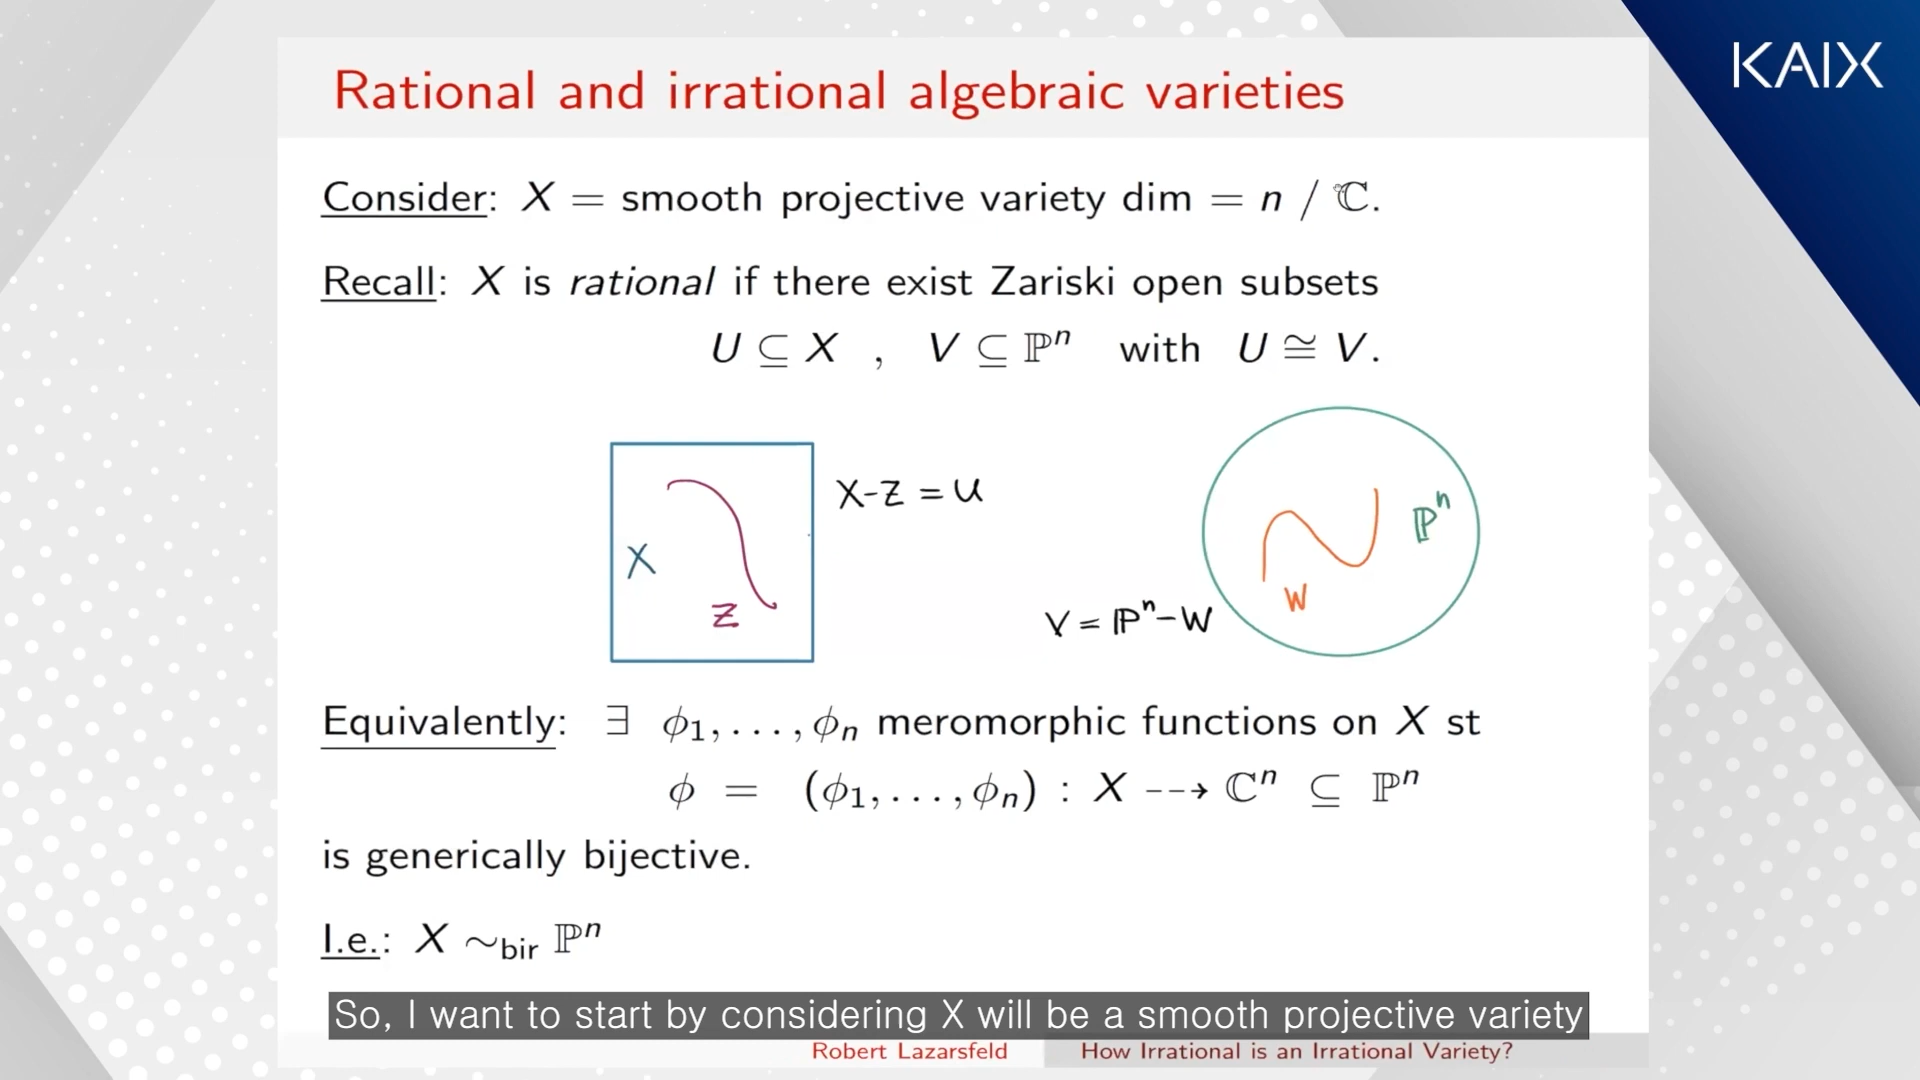 KAIX
Rational and irrational algebraic varieties
Consider: X = smooth projective variety dim = n / ℂ.
Recall: X is rational if there exist Zariski open subsets
U ⊆ X , V ⊆ ℙⁿ with U ≅ V.
X-Z = U
X
Z
ℙⁿ
W
V = ℙⁿ-W
Equivalently: ∃ ϕ₁, . . . , ϕₙ meromorphic functions on X st
ϕ = (ϕ₁, . . . , ϕₙ) : X ⇢ ℂⁿ ⊆ ℙⁿ
is generically bijective.
I.e.: X ∼bir ℙⁿ
So, I want to start by considering X will be a smooth projective variety
Robert Lazarsfeld How Irrational is an Irrational Variety?